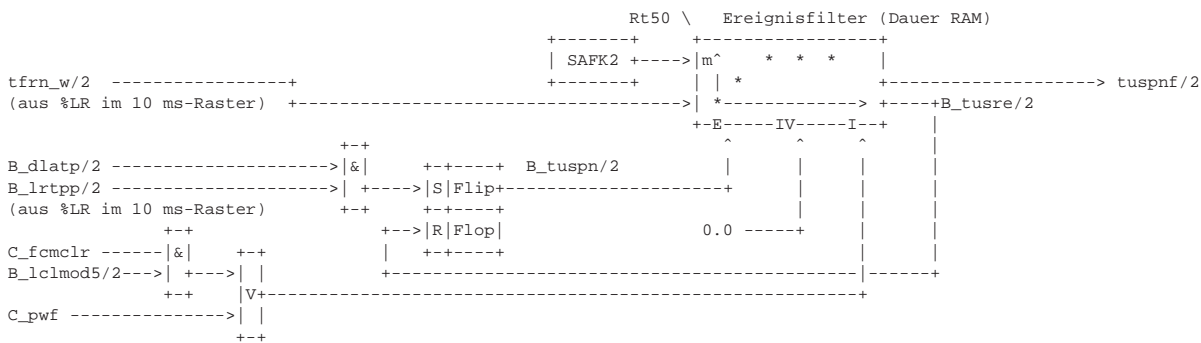 Rt50 \ Ereignisfilter (Dauer RAM)
SAFK2 m^ * * *
tfrn_w/2 * tuspnf/2
(aus %LR im 10 ms-Raster) * B_tusre/2
E IV I
B_dlatp/2 & B_tuspn/2
B_lrtpp/2 S Flip
(aus %LR im 10 ms-Raster)
R Flop 0.0
C_fcmclr &
B_lclmod5/2
V
C_pwf